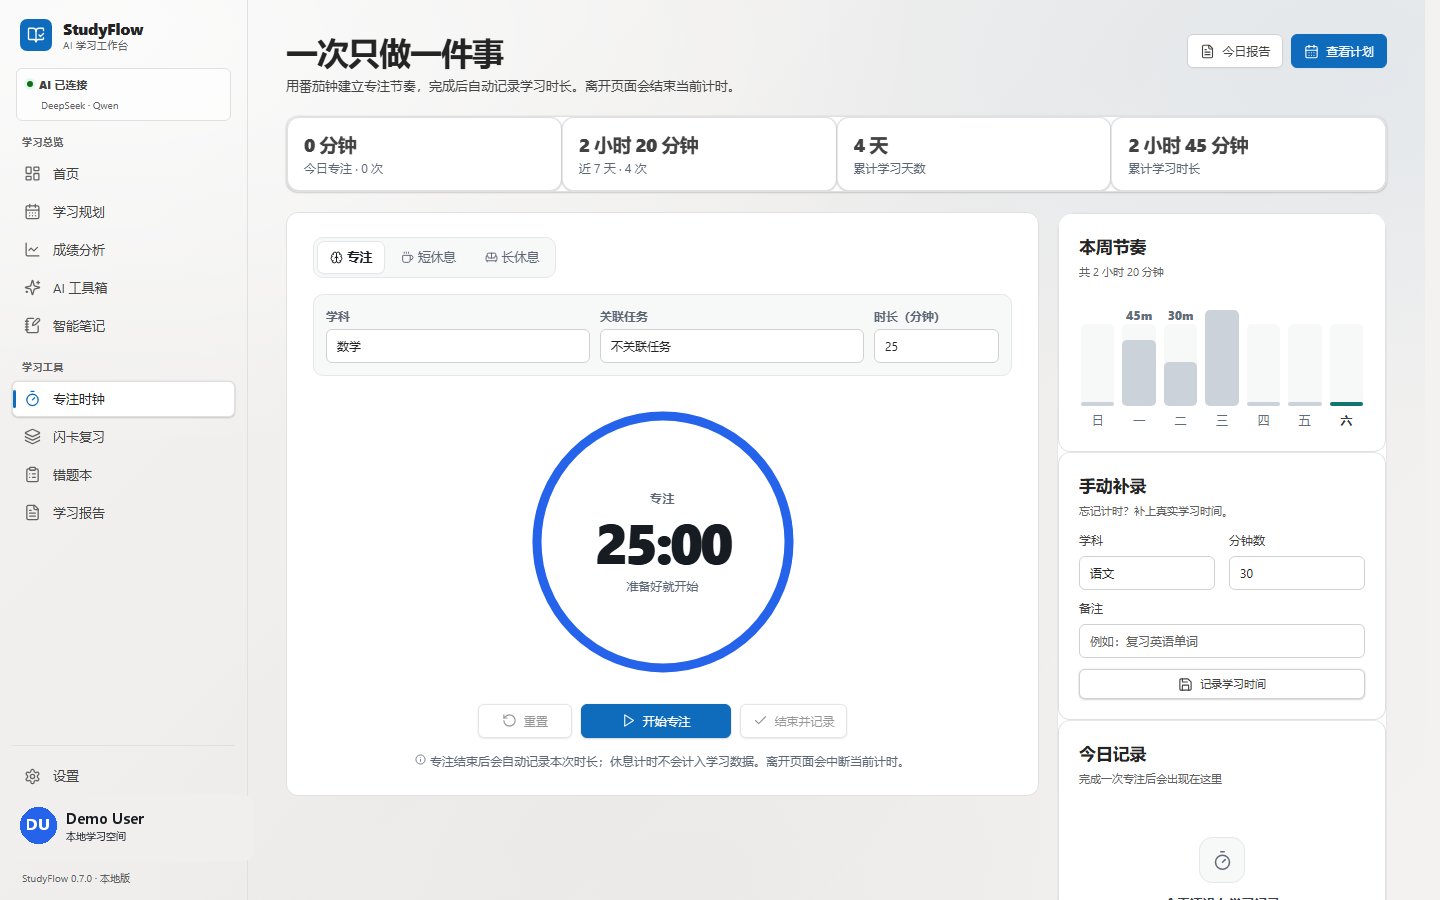 StudyFlow
AI 学习工作台
AI 已连接
DeepSeek · Qwen
学习总览
首页
学习规划
成绩分析
AI 工具箱
智能笔记
学习工具
专注时钟
闪卡复习
错题本
学习报告
设置
DU
Demo User
本地学习空间
StudyFlow 0.7.0 · 本地版
一次只做一件事
用番茄钟建立专注节奏，完成后自动记录学习时长。离开页面会结束当前计时。
今日报告
查看计划
0 分钟
今日专注 · 0 次
2 小时 20 分钟
近 7 天 · 4 次
4 天
累计学习天数
2 小时 45 分钟
累计学习时长
专注
短休息
长休息
学科
关联任务
时长（分钟）
数学
不关联任务
25
专注
25:00
准备好就开始
重置
开始专注
结束并记录
专注结束后会自动记录本次时长；休息计时不会计入学习数据。离开页面会中断当前计时。
本周节奏
共 2 小时 20 分钟
45m
30m
日
一
二
三
四
五
六
手动补录
忘记计时？补上真实学习时间。
学科
分钟数
语文
30
备注
例如：复习英语单词
记录学习时间
今日记录
完成一次专注后会出现在这里